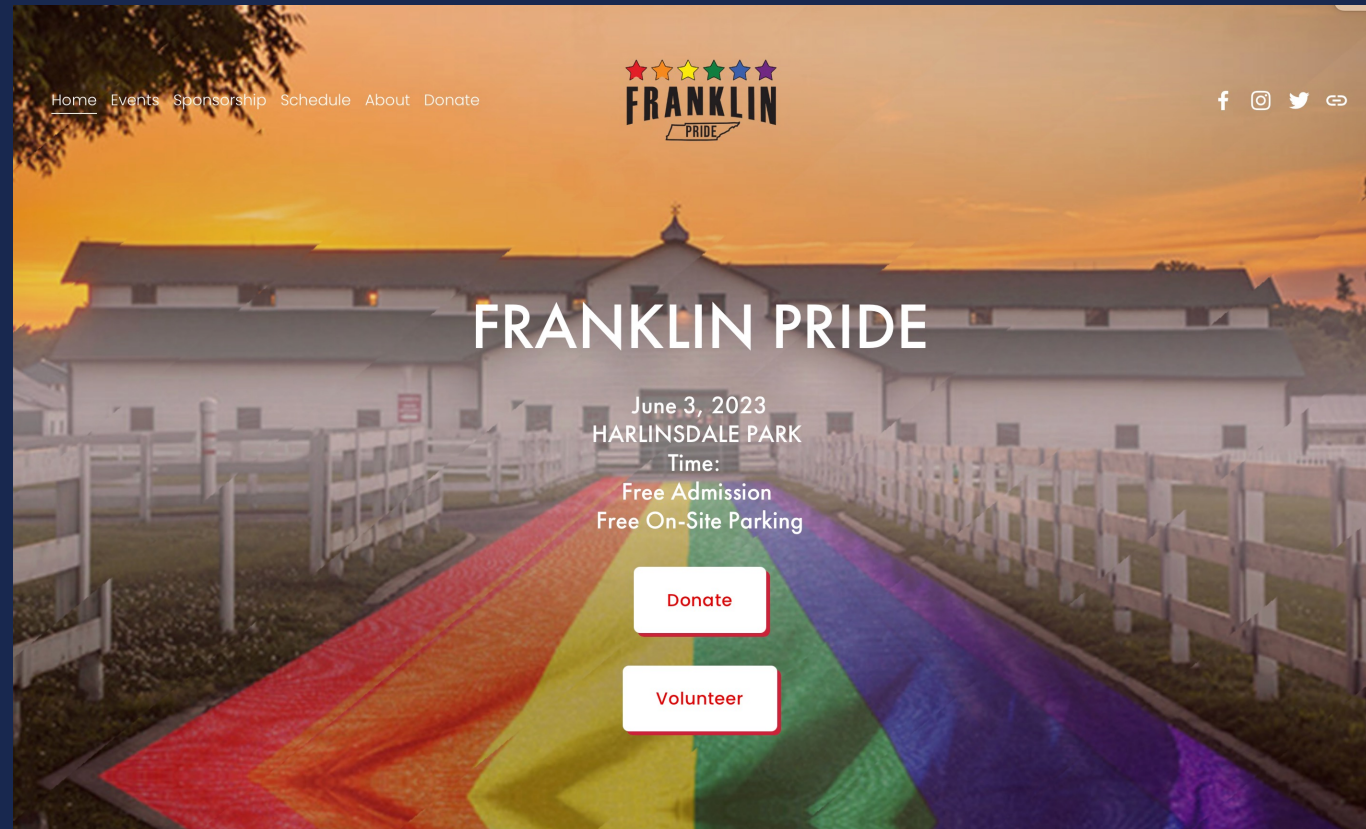 Home Events Sponsorship Schedule About Donate
FRANKLIN
PRIDE
FRANKLIN PRIDE
June 3, 2023
HARLINSDALE PARK
Time:
Free Admission
Free On-Site Parking
Donate
Volunteer